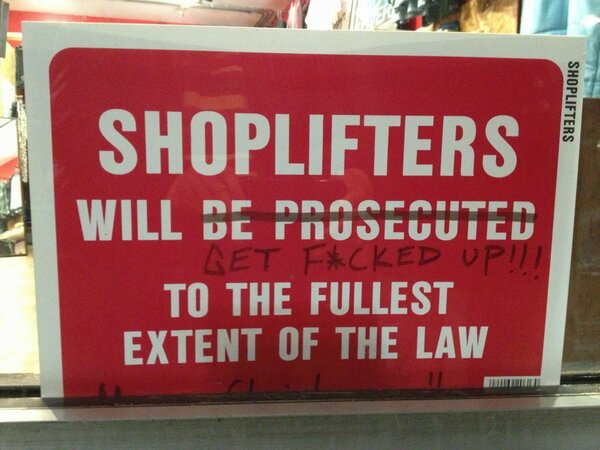 SHOPLIFTERS
SHOPLIFTERS
WILL BE PROSECUTED
GET F*CKED UP!!!
TO THE FULLEST
EXTENT OF THE LAW